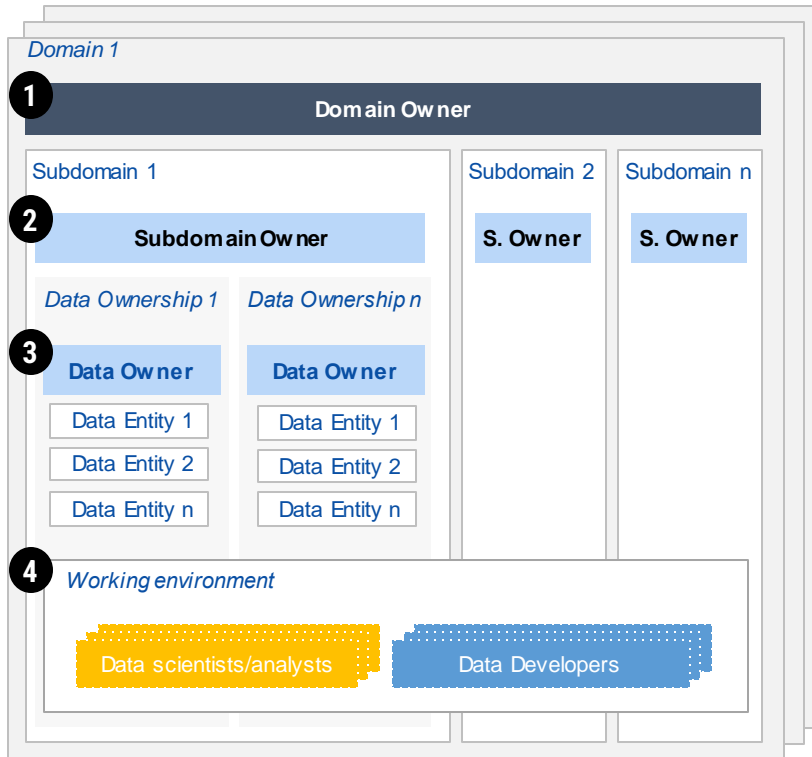 Domain 1
1
Domain Owner
Subdomain 1
Subdomain 2
Subdomain n
2
Subdomain Owner
S. Owner
S. Owner
Data Ownership 1
Data Ownership n
3
Data Owner
Data Owner
Data Entity 1
Data Entity 1
Data Entity 2
Data Entity 2
Data Entity n
Data Entity n
4
Working environment
Data scientists/analysts
Data Developers